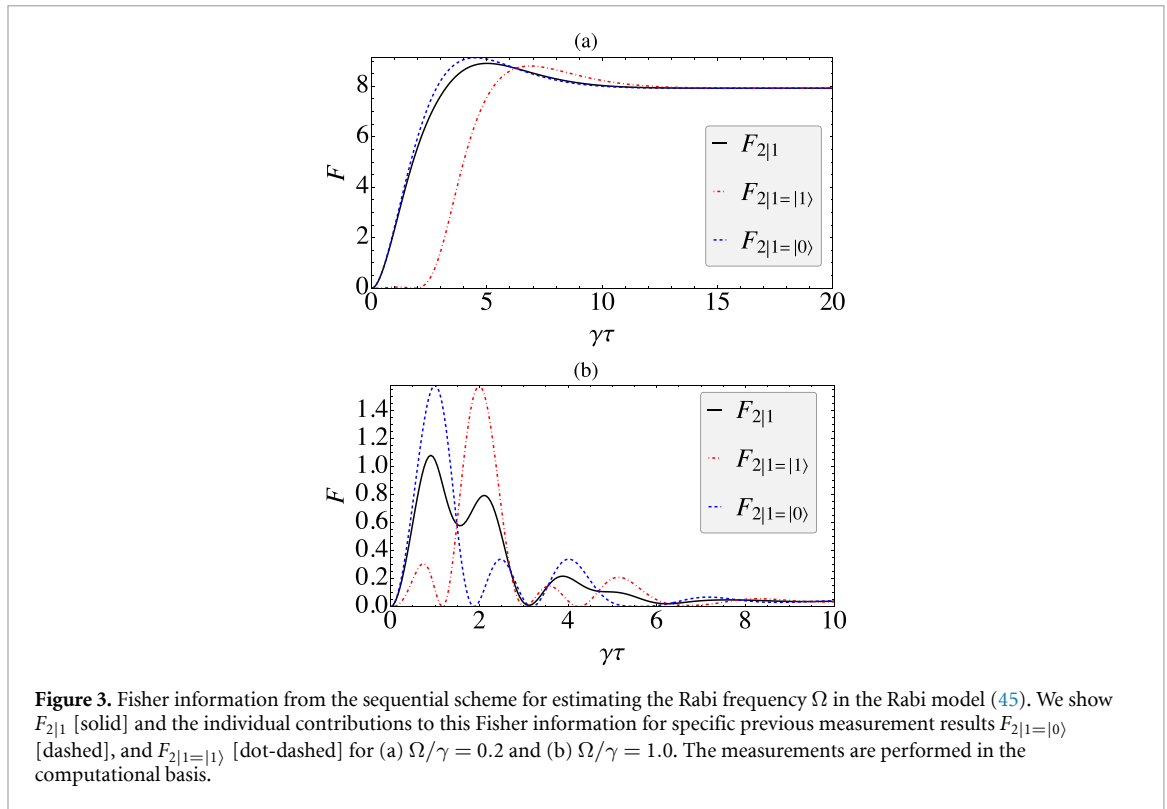 (a)
F
8
6
4
2
0
0 5 10 15 20
γτ
F2|1
F2|1=|1⟩
F2|1=|0⟩
(b)
F
1.4
1.2
1.0
0.8
0.6
0.4
0.2
0.0
0 2 4 6 8 10
γτ
F2|1
F2|1=|1⟩
F2|1=|0⟩
Figure 3. Fisher information from the sequential scheme for estimating the Rabi frequency Ω in the Rabi model (45). We show
F2|1 [solid] and the individual contributions to this Fisher information for specific previous measurement results F2|1=|0⟩
[dashed], and F2|1=|1⟩ [dot-dashed] for (a) Ω/γ = 0.2 and (b) Ω/γ = 1.0. The measurements are performed in the
computational basis.